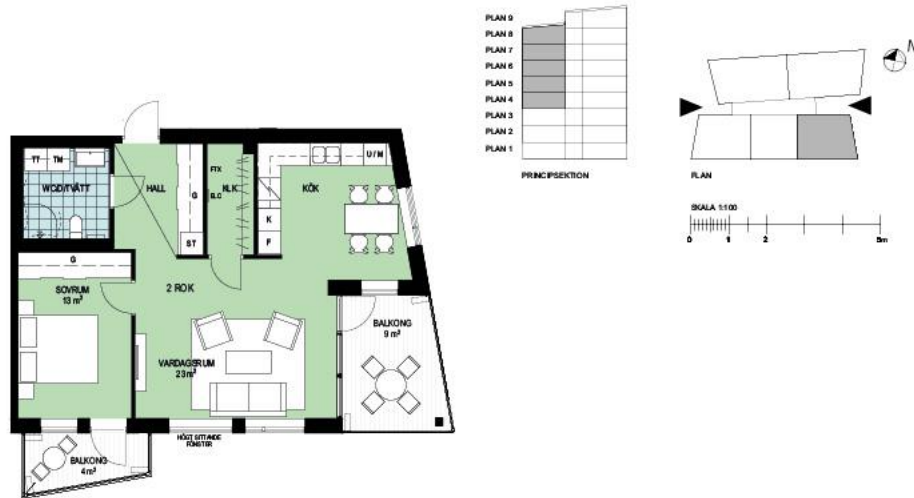 PLAN 9
PLAN 8
PLAN 7
PLAN 6
PLAN 5
PLAN 4
PLAN 3
PLAN 2
PLAN 1
PRINCIPSEKTION
N
PLAN
SKALA 1:100
0 1 2 5m
TT TM
WC/D/TVÄTT
HALL
G
ST
FTX
KLK
ELC
U/M
KÖK
K
F
G
SOVRUM
13 m²
2 ROK
VARDAGSRUM
23 m²
BALKONG
9 m²
HÖGT SITTANDE
FÖNSTER
BALKONG
4 m²